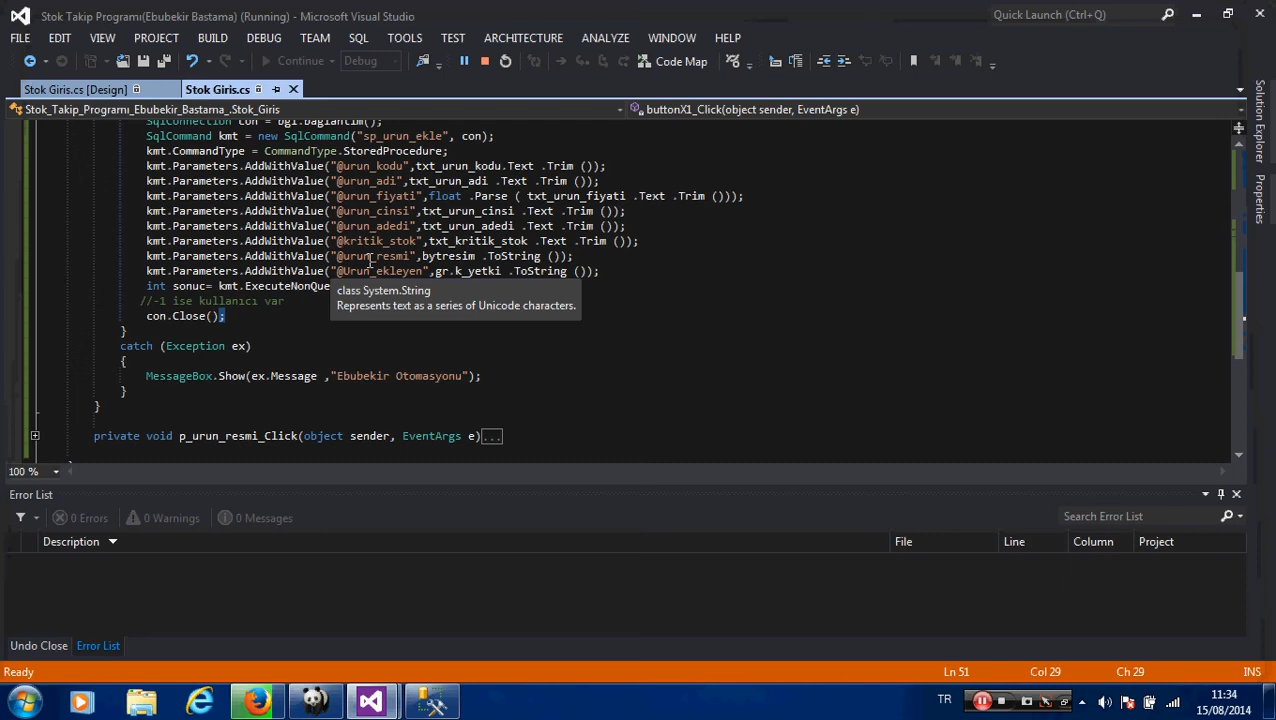 Stok Takip Programı(Ebubekir Bastama) (Running) - Microsoft Visual Studio
Quick Launch (Ctrl+Q)
FILE EDIT VIEW PROJECT BUILD DEBUG TEAM SQL TOOLS TEST ARCHITECTURE ANALYZE WINDOW HELP
Continue Debug Code Map
Stok Giris.cs [Design] Stok Giris.cs
Stok_Takip_Programı_Ebubekir_Bastama_.Stok_Giris buttonX1_Click(object sender, EventArgs e)
SqlConnection con = bgl.baglantim();
SqlCommand kmt = new SqlCommand("sp_urun_ekle", con);
kmt.CommandType = CommandType.StoredProcedure;
kmt.Parameters.AddWithValue("@urun_kodu",txt_urun_kodu.Text .Trim ());
kmt.Parameters.AddWithValue("@urun_adi",txt_urun_adi .Text .Trim ());
kmt.Parameters.AddWithValue("@urun_fiyati",float .Parse ( txt_urun_fiyati .Text .Trim ()));
kmt.Parameters.AddWithValue("@urun_cinsi",txt_urun_cinsi .Text .Trim ());
kmt.Parameters.AddWithValue("@urun_adedi",txt_urun_adedi .Text .Trim ());
kmt.Parameters.AddWithValue("@kritik_stok",txt_kritik_stok .Text .Trim ());
kmt.Parameters.AddWithValue("@urun_resmi",bytresim .ToString ());
kmt.Parameters.AddWithValue("@Urun_ekleyen",gr.k_yetki .ToString ());
int sonuc= kmt.ExecuteNonQue
class System.String
Represents text as a series of Unicode characters.
//-1 ise kullanıcı var
con.Close();
}
catch (Exception ex)
{
MessageBox.Show(ex.Message ,"Ebubekir Otomasyonu");
}
}
private void p_urun_resmi_Click(object sender, EventArgs e)...
100 %
Error List
0 Errors 0 Warnings 0 Messages Search Error List
Description File Line Column Project
Undo Close Error List
Ready Ln 51 Col 29 Ch 29 INS
TR 11:34
15/08/2014
Solution Explorer
Properties